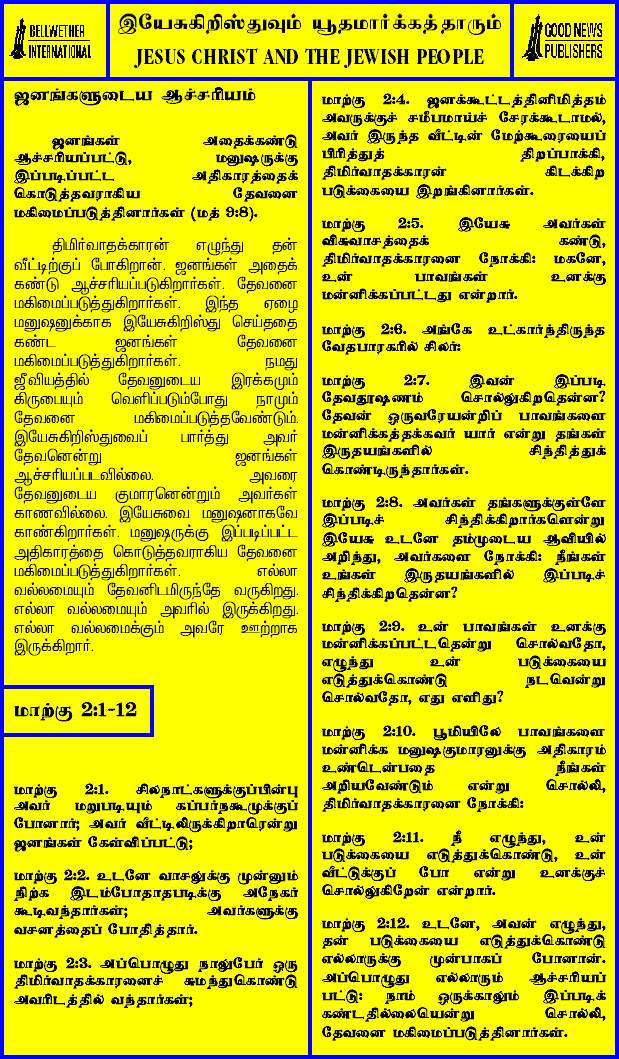 BELLWETHER
INTERNATIONAL
இயேசுகிறிஸ்துவும் யூதமார்க்கத்தாரும்
JESUS CHRIST AND THE JEWISH PEOPLE
GOOD NEWS
PUBLISHERS
ஜனங்களுடைய ஆச்சரியம்
ஜனங்கள் அதைக்கண்டு
ஆச்சரியப்பட்டு, மனுஷருக்கு
இப்படிப்பட்ட அதிகாரத்தைக்
கொடுத்தவராகிய தேவனை
மகிமைப்படுத்தினார்கள் (மத் 9:8).
திமிர்வாதக்காரன் எழுந்து தன்
வீட்டிற்குப் போகிறான். ஜனங்கள் அதைக்
கண்டு ஆச்சரியப்படுகிறார்கள். தேவனை
மகிமைப்படுத்துகிறார்கள். இந்த ஏழை
மனுஷனுக்காக இயேசுகிறிஸ்து செய்ததை
கண்ட ஜனங்கள் தேவனை
மகிமைப்படுத்துகிறார்கள். நமது
ஜீவியத்தில் தேவனுடைய இரக்கமும்
கிருபையும் வெளிப்படும்போது நாமும்
தேவனை மகிமைப்படுத்தவேண்டும்.
இயேசுகிறிஸ்துவைப் பார்த்து அவர்
தேவனென்று ஜனங்கள்
ஆச்சரியப்படவில்லை. அவரை
தேவனுடைய குமாரனென்றும் அவர்கள்
காணவில்லை. இயேசுவை மனுஷனாகவே
காண்கிறார்கள். மனுஷருக்கு இப்படிப்பட்ட
அதிகாரத்தை கொடுத்தவராகிய தேவனை
மகிமைப்படுத்துகிறார்கள். எல்லா
வல்லமையும் தேவனிடமிருந்தே வருகிறது.
எல்லா வல்லமையும் அவரில் இருக்கிறது.
எல்லா வல்லமைக்கும் அவரே ஊற்றாக
இருக்கிறார்.
மாற்கு 2:1-12
மாற்கு 2:1. சிலநாட்களுக்குப்பின்பு
அவர் மறுபடியும் கப்பர்நகூமுக்குப்
போனார்; அவர் வீட்டிலிருக்கிறாரென்று
ஜனங்கள் கேள்விப்பட்டு;
மாற்கு 2:2. உடனே வாசலுக்கு முன்னும்
நிற்க இடம்போதாதபடிக்கு அநேகர்
கூடிவந்தார்கள்; அவர்களுக்கு
வசனத்தைப் போதித்தார்.
மாற்கு 2:3. அப்பொழுது நாலுபேர் ஒரு
திமிர்வாதக்காரனைச் சுமந்துகொண்டு
அவரிடத்தில் வந்தார்கள்;
மாற்கு 2:4. ஜனக்கூட்டத்தினிமித்தம்
அவருக்குச் சமீபமாய்ச் சேரக்கூடாமல்,
அவர் இருந்த வீட்டின் மேற்கூரையைப்
பிரித்துத் திறப்பாக்கி,
திமிர்வாதக்காரன் கிடக்கிற
படுக்கையை இறங்கினார்கள்.
மாற்கு 2:5. இயேசு அவர்கள்
விசுவாசத்தைக் கண்டு,
திமிர்வாதக்காரனை நோக்கி: மகனே,
உன் பாவங்கள் உனக்கு
மன்னிக்கப்பட்டது என்றார்.
மாற்கு 2:6. அங்கே உட்கார்ந்திருந்த
வேதபாரகரில் சிலர்:
மாற்கு 2:7. இவன் இப்படி
தேவதூஷணம் சொல்லுகிறதென்ன?
தேவன் ஒருவரேயன்றிப் பாவங்களை
மன்னிக்கத்தக்கவர் யார் என்று தங்கள்
இருதயங்களில் சிந்தித்துக்
கொண்டிருந்தார்கள்.
மாற்கு 2:8. அவர்கள் தங்களுக்குள்ளே
இப்படிச் சிந்திக்கிறார்களென்று
இயேசு உடனே தம்முடைய ஆவியில்
அறிந்து, அவர்களை நோக்கி: நீங்கள்
உங்கள் இருதயங்களில் இப்படிச்
சிந்திக்கிறதென்ன?
மாற்கு 2:9. உன் பாவங்கள் உனக்கு
மன்னிக்கப்பட்டதென்று சொல்வதோ,
எழுந்து உன் படுக்கையை
எடுத்துக்கொண்டு நடவென்று
சொல்வதோ, எது எளிது?
மாற்கு 2:10. பூமியிலே பாவங்களை
மன்னிக்க மனுஷகுமாரனுக்கு அதிகாரம்
உண்டென்பதை நீங்கள்
அறியவேண்டும் என்று சொல்லி,
திமிர்வாதக்காரனை நோக்கி:
மாற்கு 2:11. நீ எழுந்து, உன்
படுக்கையை எடுத்துக்கொண்டு, உன்
வீட்டுக்குப் போ என்று உனக்குச்
சொல்லுகிறேன் என்றார்.
மாற்கு 2:12. உடனே, அவன் எழுந்து,
தன் படுக்கையை எடுத்துக்கொண்டு
எல்லாருக்கு முன்பாகப் போனான்.
அப்பொழுது எல்லாரும் ஆச்சரியப்
பட்டு: நாம் ஒருக்காலும் இப்படிக்
கண்டதில்லையென்று சொல்லி,
தேவனை மகிமைப்படுத்தினார்கள்.